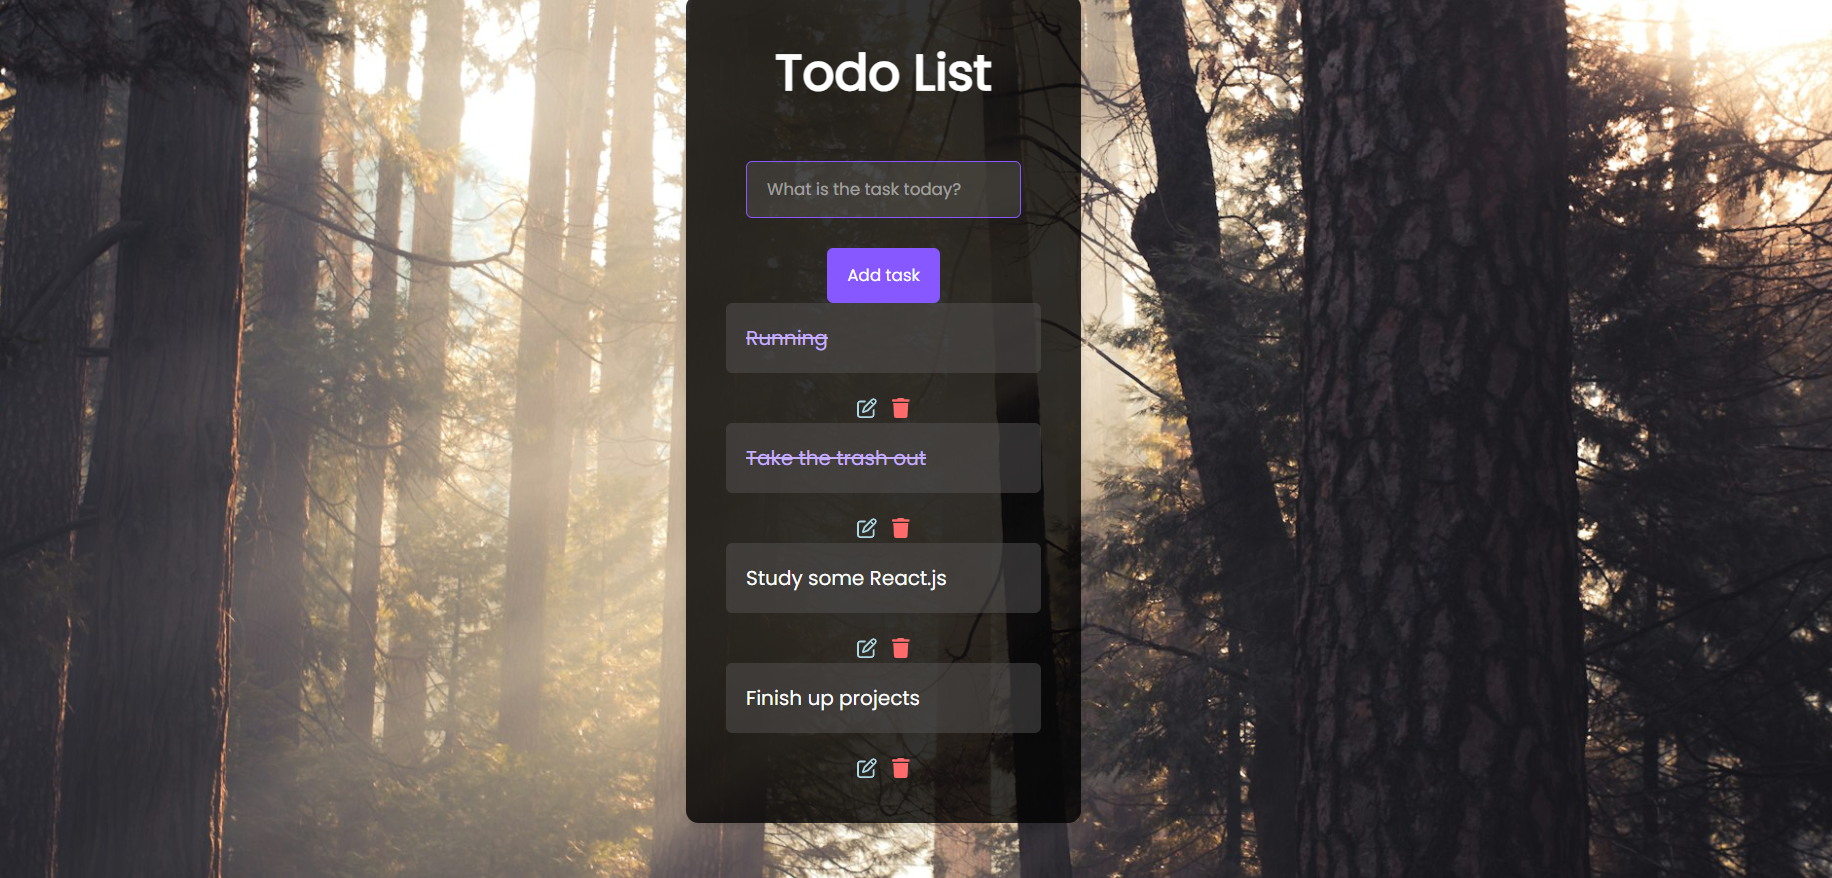 Todo List
What is the task today?
Add task
Running
Take the trash out
Study some React.js
Finish up projects